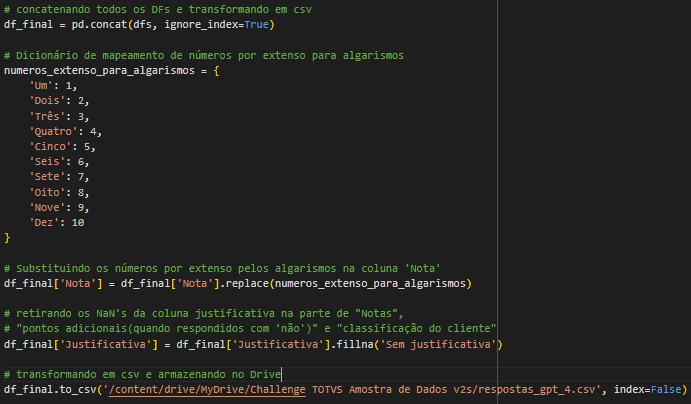 # concatenando todos os DFs e transformando em csv
df_final = pd.concat(dfs, ignore_index=True)
# Dicionário de mapeamento de números por extenso para algarismos
numeros_extenso_para_algarismos = {
'Um': 1,
'Dois': 2,
'Três': 3,
'Quatro': 4,
'Cinco': 5,
'Seis': 6,
'Sete': 7,
'Oito': 8,
'Nove': 9,
'Dez': 10
}
# Substituindo os números por extenso pelos algarismos na coluna 'Nota'
df_final['Nota'] = df_final['Nota'].replace(numeros_extenso_para_algarismos)
# retirando os NaN's da coluna justificativa na parte de "Notas",
# "pontos adicionais(quando respondidos com 'não')" e "classificação do cliente"
df_final['Justificativa'] = df_final['Justificativa'].fillna('Sem justificativa')
# transformando em csv e armazenando no Drive
df_final.to_csv('/content/drive/MyDrive/Challenge TOTVS Amostra de Dados v2s/respostas_gpt_4.csv', index=False)